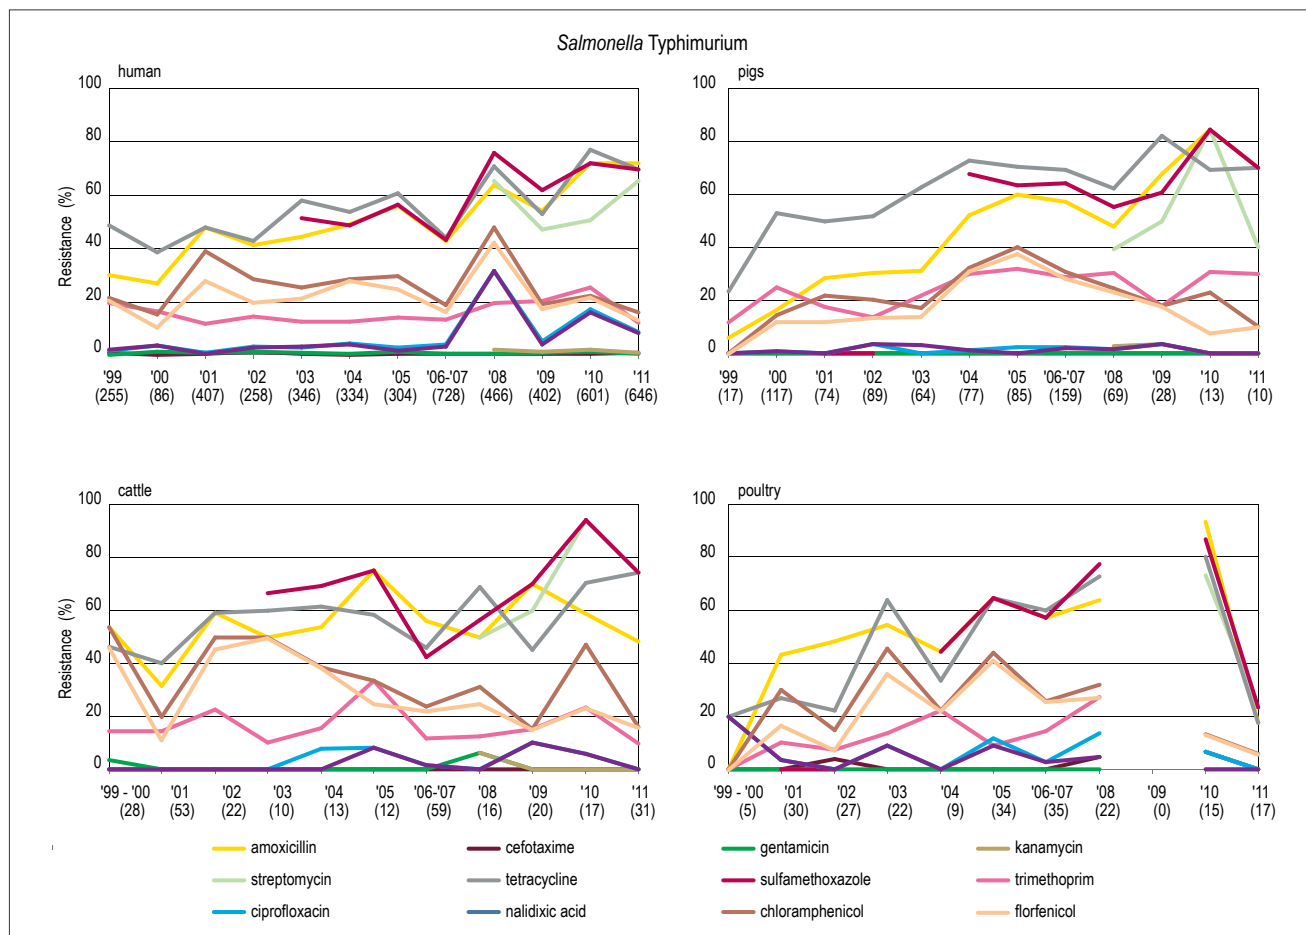 Salmonella Typhimurium
human
100
80
60
40
20
0
Resistance (%)
'99 '00 '01 '02 '03 '04 '05 '06-'07 '08 '09 '10 '11
(255) (86) (407) (258) (346) (334) (304) (728) (466) (402) (601) (646)
pigs
100
80
60
40
20
0
'99 '00 '01 '02 '03 '04 '05 '06-'07 '08 '09 '10 '11
(17) (117) (74) (89) (64) (77) (85) (159) (69) (28) (13) (10)
cattle
100
80
60
40
20
0
Resistance (%)
'99 - '00 '01 '02 '03 '04 '05 '06-'07 '08 '09 '10 '11
(28) (53) (22) (10) (13) (12) (59) (16) (20) (17) (31)
poultry
100
80
60
40
20
0
'99 - '00 '01 '02 '03 '04 '05 '06-'07 '08 '09 '10 '11
(5) (30) (27) (22) (9) (34) (35) (22) (0) (15) (17)
amoxicillin cefotaxime gentamicin kanamycin
streptomycin tetracycline sulfamethoxazole trimethoprim
ciprofloxacin nalidixic acid chloramphenicol florfenicol